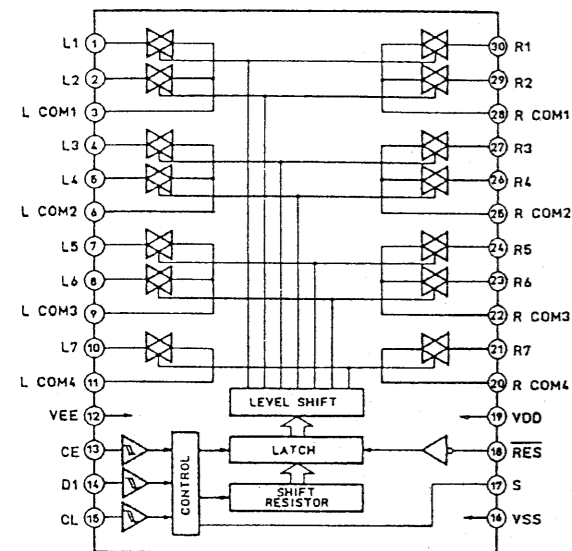 L1 1 30 R1
L2 2 29 R2
L COM1 3 28 R COM1
L3 4 27 R3
L4 5 26 R4
L COM2 6 25 R COM2
L5 7 24 R5
L6 8 23 R6
L COM3 9 22 R COM3
L7 10 21 R7
L COM4 11 20 R COM4
LEVEL SHIFT
VEE 12 19 VDD
CE 13 LATCH 18 RES
D1 14 CONTROL SHIFT RESISTOR 17 S
CL 15 16 VSS